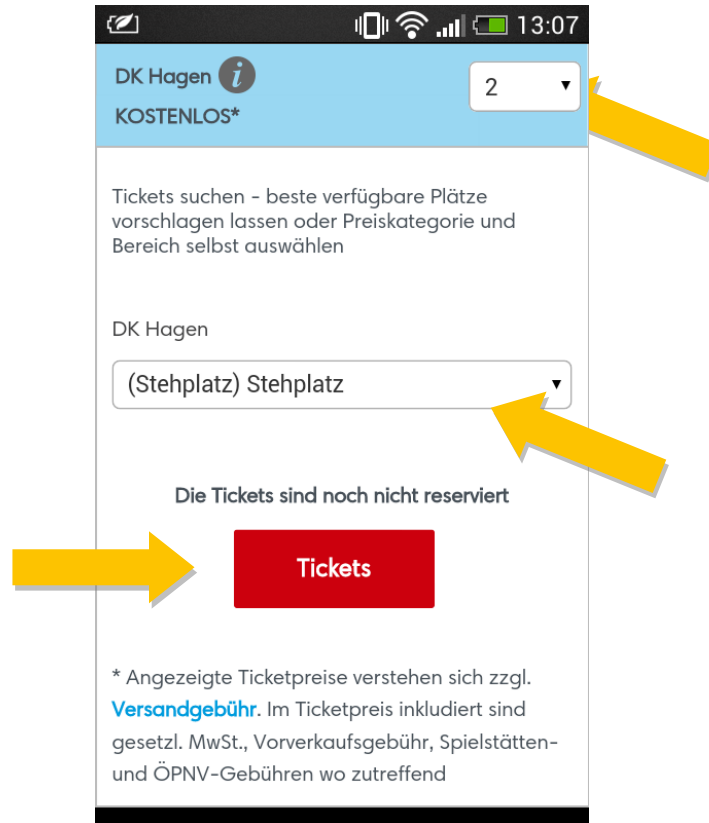 13:07
DK Hagen i
KOSTENLOS*
2
Tickets suchen – beste verfügbare Plätze
vorschlagen lassen oder Preiskategorie und
Bereich selbst auswählen
DK Hagen
(Stehplatz) Stehplatz
Die Tickets sind noch nicht reserviert
Tickets
* Angezeigte Ticketpreise verstehen sich zzgl.
Versandgebühr. Im Ticketpreis inkludiert sind
gesetzl. MwSt., Vorverkaufsgebühr, Spielstätten-
und ÖPNV-Gebühren wo zutreffend